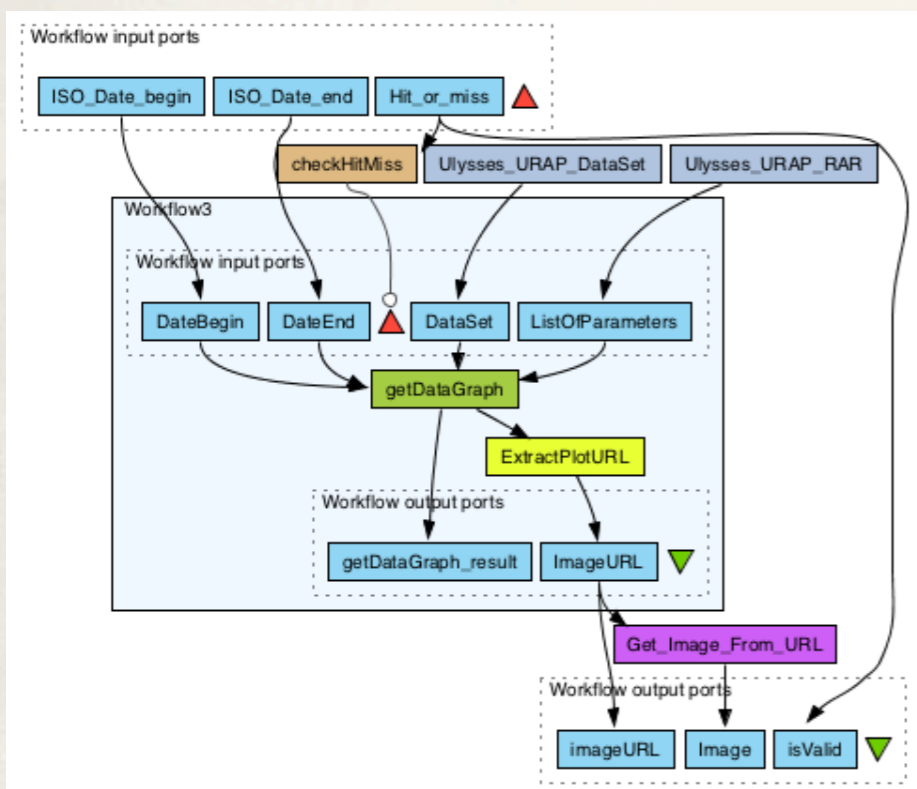 Workflow input ports
ISO_Date_begin
ISO_Date_end
Hit_or_miss
checkHitMiss
Ulysses_URAP_DataSet
Ulysses_URAP_RAR
Workflow3
Workflow input ports
DateBegin
DateEnd
DataSet
ListOfParameters
getDataGraph
ExtractPlotURL
Workflow output ports
getDataGraph_result
ImageURL
Get_Image_From_URL
Workflow output ports
imageURL
Image
isValid